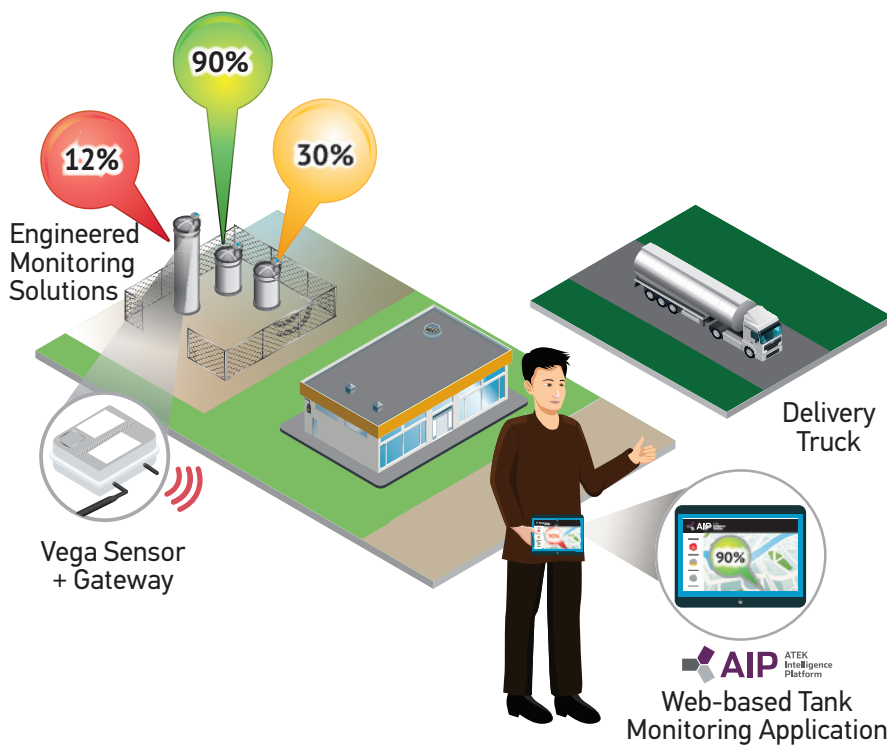 90%
12%
30%
Engineered
Monitoring
Solutions
Delivery
Truck
Vega Sensor
+ Gateway
90%
AIP
90%
AIP ATEK
Intelligence
Platform
Web-based Tank
Monitoring Application